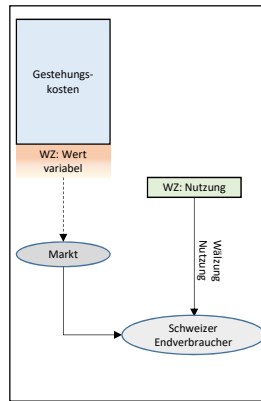 Gestehungs-
kosten
WZ: Wert
variabel
WZ: Nutzung
Wälzung
Nutzung
Markt
Schweizer
Endverbraucher